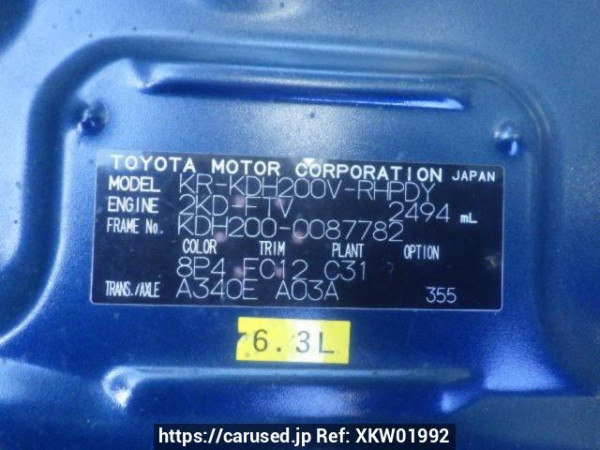 TOYOTA MOTOR CORPORATION JAPAN
MODEL KR-KDH200V-RHPDY
ENGINE 2KD-FTV 2494 mL
FRAME No. KDH200-0087782
COLOR TRIM PLANT OPTION
8P4 FC12 C31
TRANS./AXLE A340E A03A 355
6.3L
https://carused.jp Ref: XKW01992